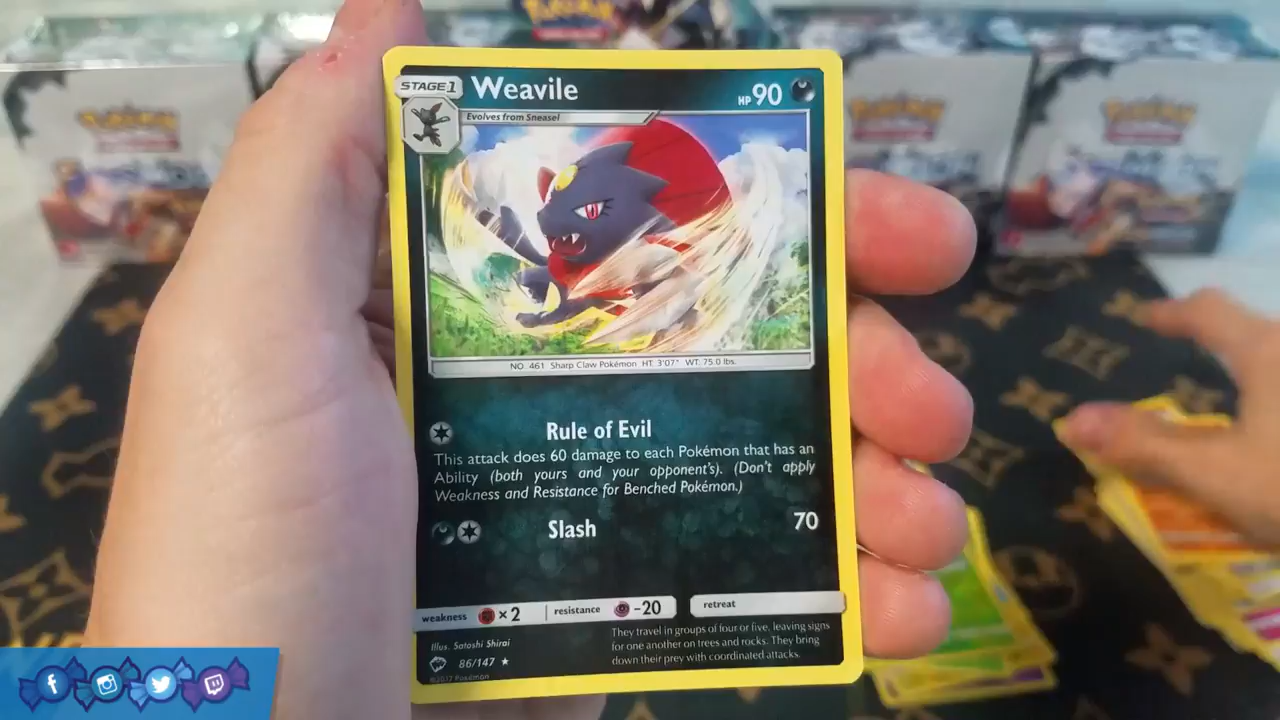 Pokémon
STAGE 1
Weavile
HP 90
Evolves from Sneasel
Pokémon
Pokémon
Pokémon
NO. 461 Sharp Claw Pokémon HT: 3'07" WT: 75.0 lbs.
Rule of Evil
This attack does 60 damage to each Pokémon that has an
Ability (both yours and your opponent's). (Don't apply
Weakness and Resistance for Benched Pokémon.)
Slash 70
weakness ×2 resistance -20 retreat
They travel in groups of four or five, leaving signs
for one another on trees and rocks. They bring
down their prey with coordinated attacks.
Illus. Satoshi Shirai
86/147 ★
©2017 Pokémon